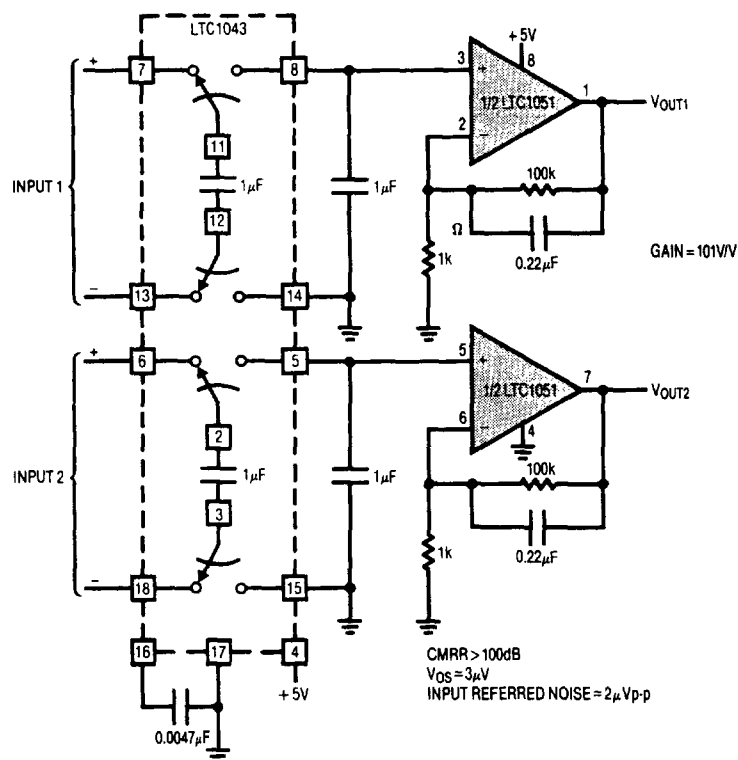 LTC1043
+5V
+ 7 8 3 + 8
1/2 LTC1051 1 VOUT1
2 −
11
100k
INPUT 1 1µF 1µF
12
Ω
1k 0.22µF GAIN = 101V/V
− 13 14
+ 6 5 5 +
1/2 LTC1051 7 VOUT2
6 − 4
2
100k
INPUT 2 1µF 1µF
3
1k 0.22µF
− 18 15
16 17 4
+5V
0.0047µF
CMRR > 100dB
VOS = 3µV
INPUT REFERRED NOISE = 2µVp-p